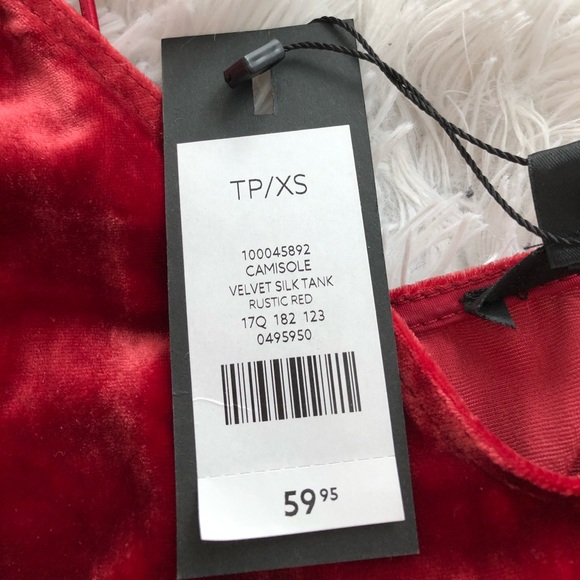 TP/XS
100045892
CAMISOLE
VELVET SILK TANK
RUSTIC RED
17Q 182 123
0495950
59 95